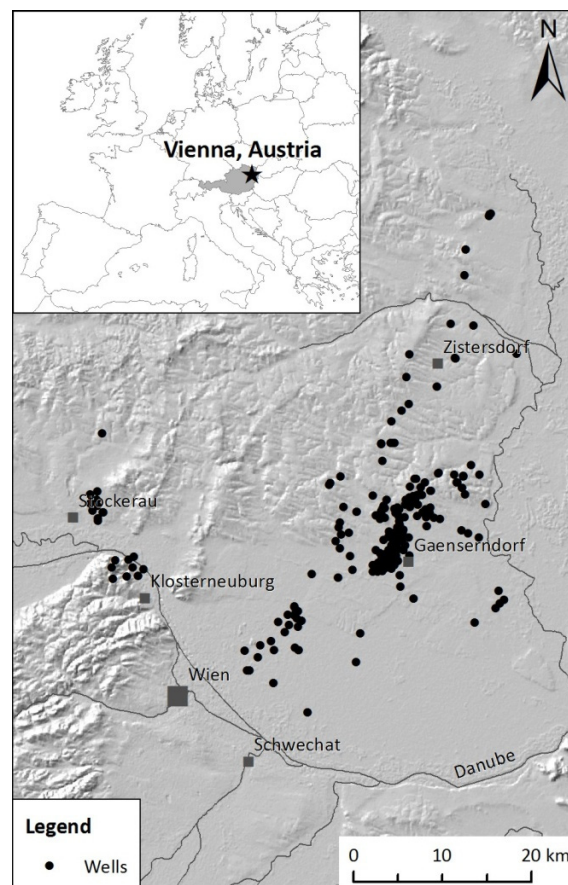 Vienna, Austria
N
Zistersdorf
Stockerau
Gaenserndorf
Klosterneuburg
Wien
Schwechat
Danube
Legend
Wells
0 10 20 km